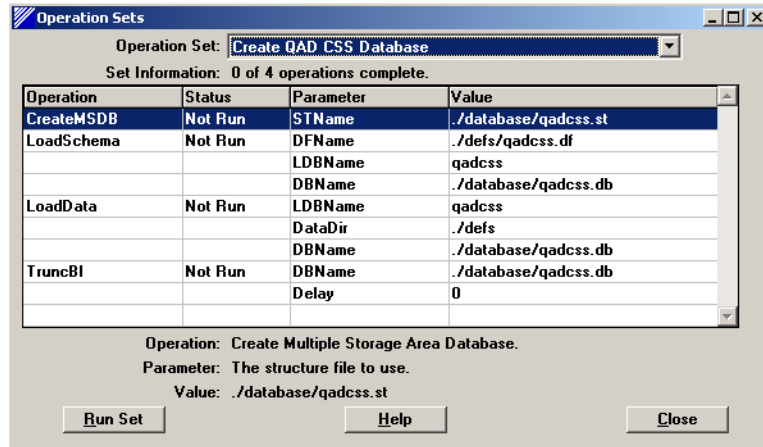 Operation Sets
Operation Set: Create QAD CSS Database
Set Information: 0 of 4 operations complete.
Operation Status Parameter Value
CreateMSDB Not Run STName ./database/qadcss.st
LoadSchema Not Run DFName ./defs/qadcss.df
LDBName qadcss
DBName ./database/qadcss.db
LoadData Not Run LDBName qadcss
DataDir ./defs
DBName ./database/qadcss.db
TruncBI Not Run DBName ./database/qadcss.db
Delay 0
Operation: Create Multiple Storage Area Database.
Parameter: The structure file to use.
Value: ./database/qadcss.st
Run Set Help Close